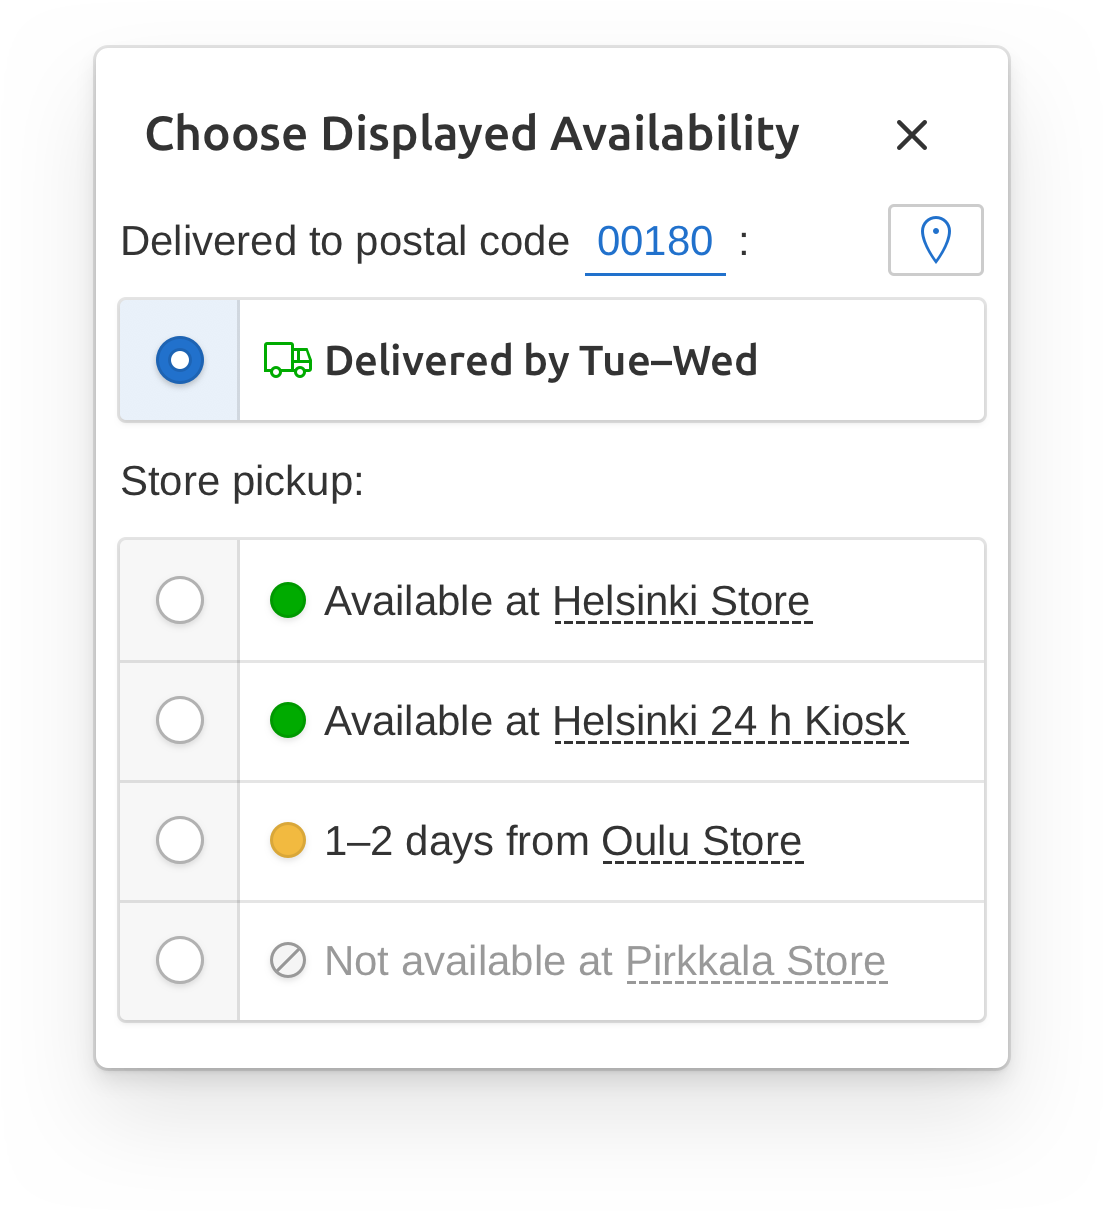 Choose Displayed Availability
Delivered to postal code 00180 :
Delivered by Tue–Wed
Store pickup:
Available at Helsinki Store
Available at Helsinki 24 h Kiosk
1–2 days from Oulu Store
Not available at Pirkkala Store